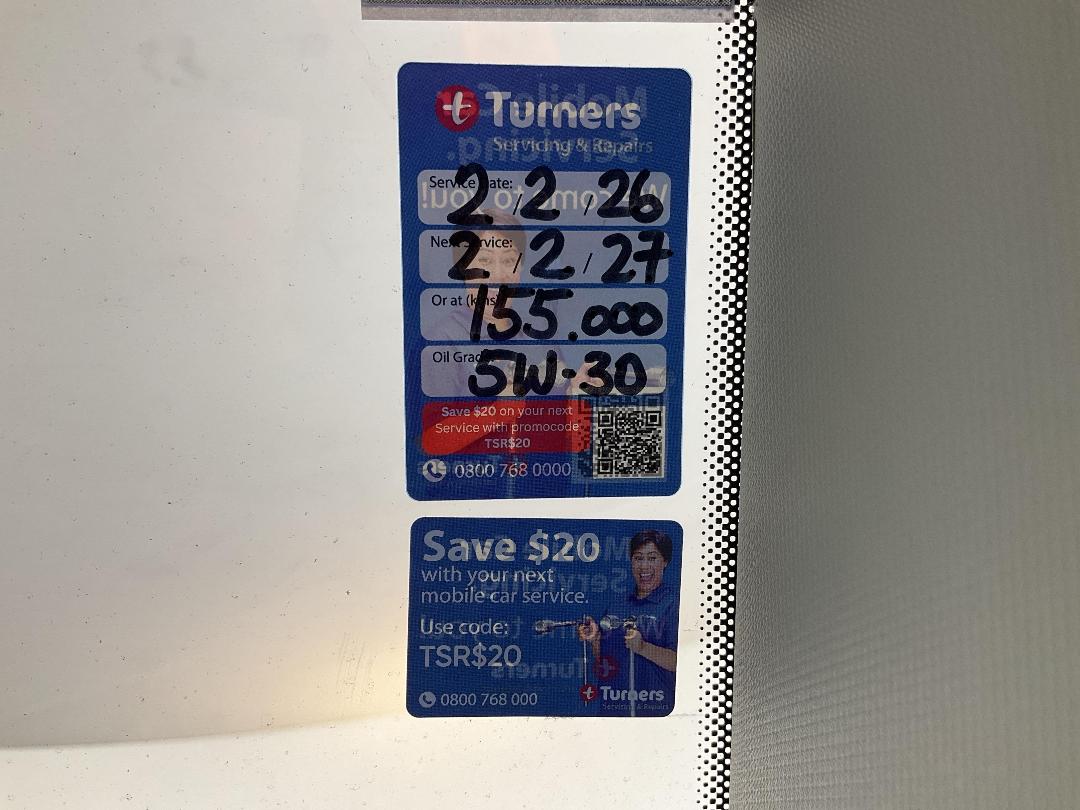 Turners
Servicing & Repairs
Service Date: 2 / 2 / 26
Next Service: 2 / 2 / 27
Or at (kms) 155.000
Oil Grade: 5W-30
Save $20 on your next
Service with promocode
TSR$20
0800 768 0000
Save $20
with your next
mobile car service.
Use code:
TSR$20
0800 768 000
Turners
Servicing & Repairs